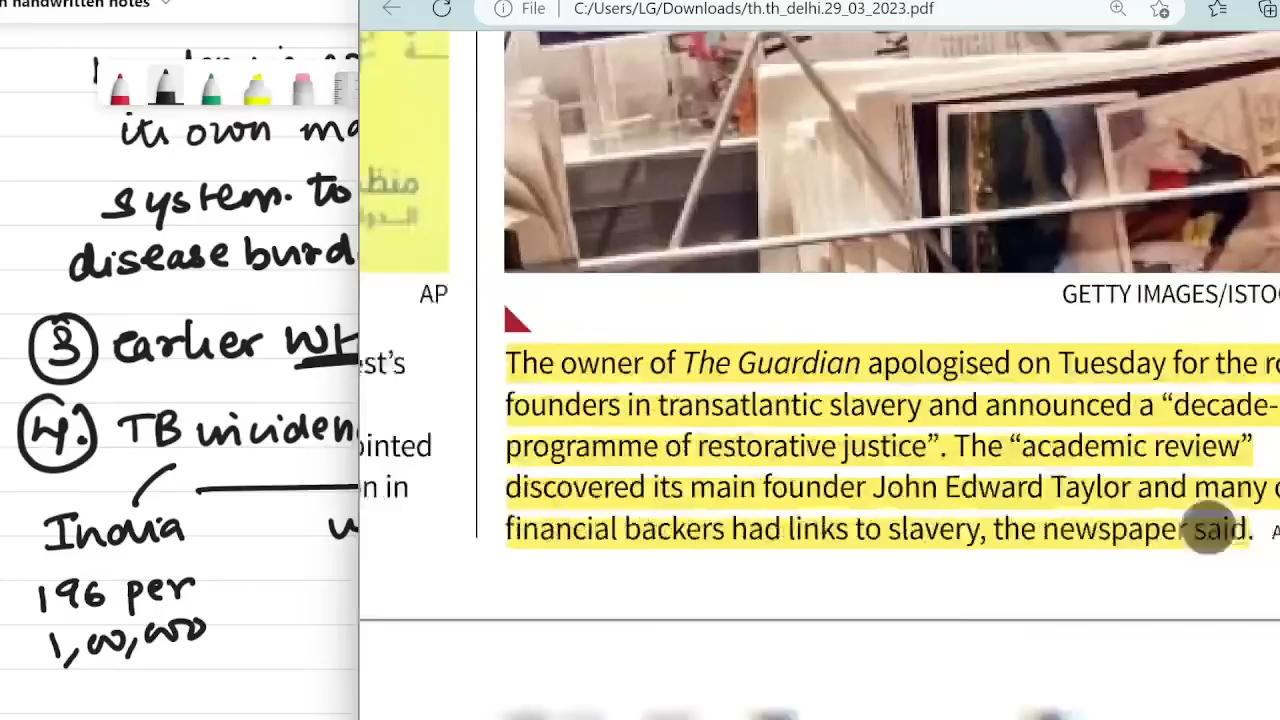 n handwritten notes
its own
system. to
disease burd
③ earlier
④. TB inciden
India
196 per
1,00,000
File C:/Users/LG/Downloads/th.th_delhi.29_03_2023.pdf
منظ
الدوا
AP
est's
ointed
n in
GETTY IMAGES/ISTO
The owner of The Guardian apologised on Tuesday for the ro
founders in transatlantic slavery and announced a “decade-
programme of restorative justice”. The “academic review”
discovered its main founder John Edward Taylor and many o
financial backers had links to slavery, the newspaper said.